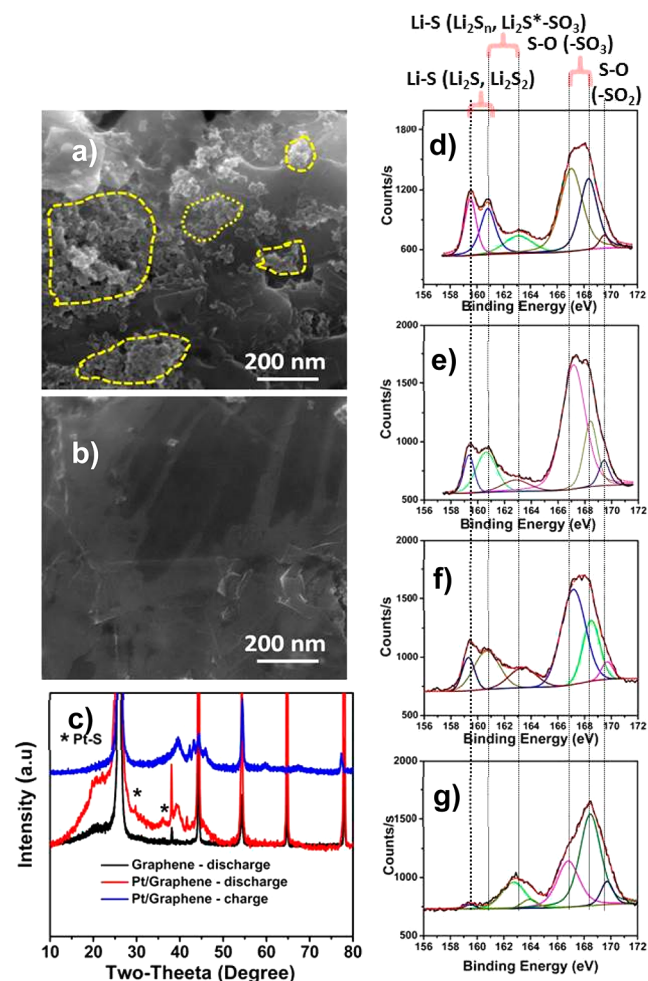 Li-S (Li₂Sₙ, Li₂S*-SO₃)
S-O (-SO₃)
S-O
(-SO₂)
Li-S (Li₂S, Li₂S₂)
a)
200 nm
b)
200 nm
c)
* Pt-S
*
*
Intensity (a.u)
Graphene - discharge
Pt/Graphene - discharge
Pt/Graphene - charge
10 20 30 40 50 60 70 80
Two-Theeta (Degree)
d)
Counts/s
1800
1200
600
156 158 160 162 164 166 168 170 172
Binding Energy (eV)
e)
Counts/s
2000
1500
1000
500
156 158 160 162 164 166 168 170 172
Binding Energy (eV)
f)
Counts/s
2000
1500
1000
500
156 158 160 162 164 166 168 170 172
Binding Energy (eV)
g)
Counts/s
2000
1500
1000
500
156 158 160 162 164 166 168 170 172
Binding Energy (eV)